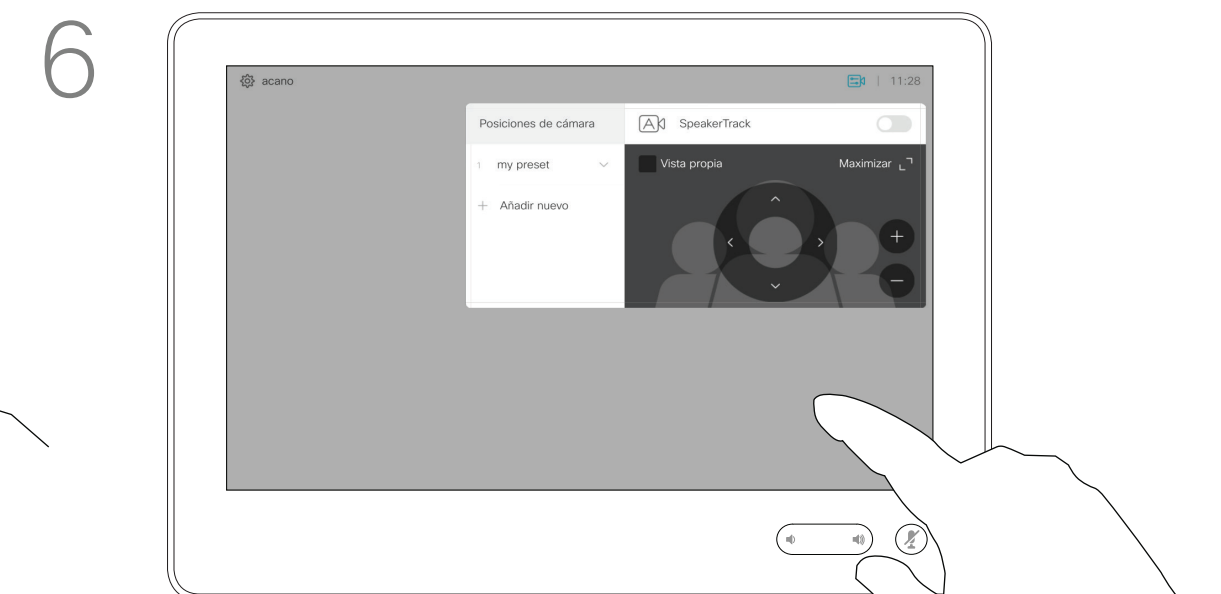 6
acano
11:28
Posiciones de cámara
SpeakerTrack
1 my preset
Vista propia
Maximizar
+ Añadir nuevo